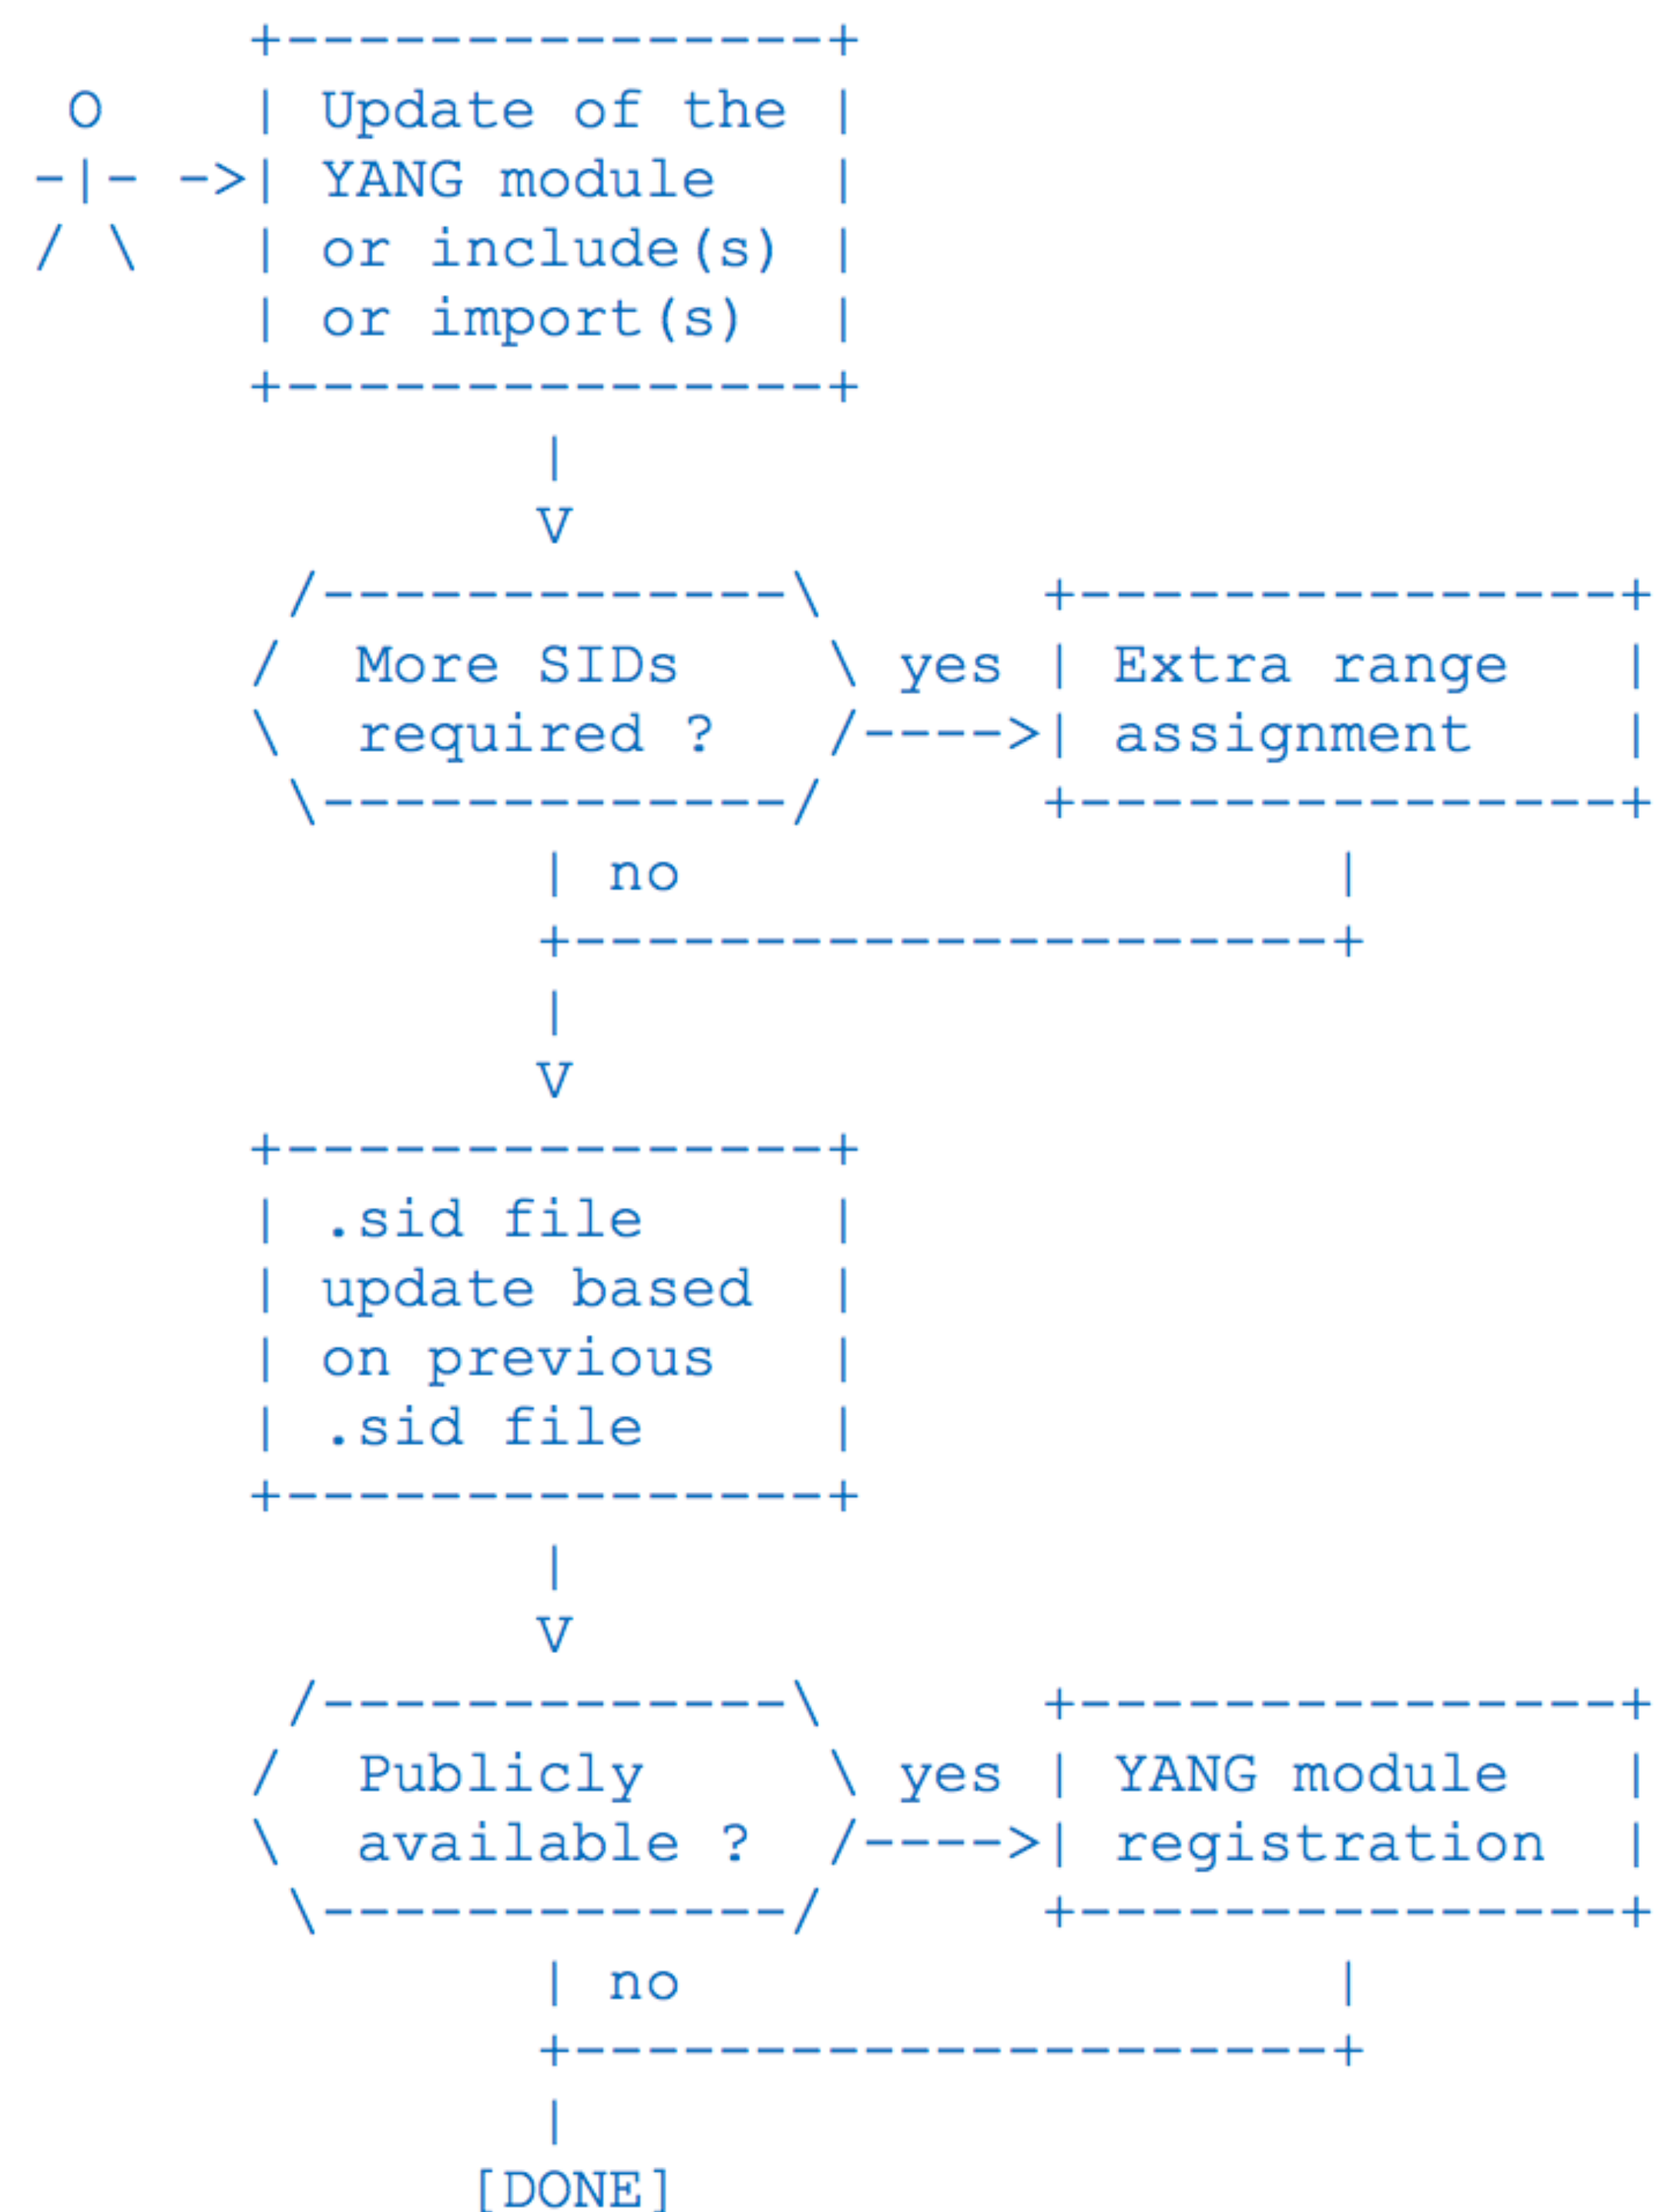 +---------------+
 O    | Update of the |
-|- ->| YANG module   |
/ \   | or include(s) |
      | or import(s)  |
      +---------------+
              |
              V
       /-------------\      +---------------+
      /  More SIDs    \ yes | Extra range   |
      \  required ?   /---->| assignment    |
       \-------------/      +---------------+
              | no                  |
              +---------------------+
              |
              V
      +---------------+
      | .sid file     |
      | update based  |
      | on previous   |
      | .sid file     |
      +---------------+
              |
              V
       /-------------\      +---------------+
      /  Publicly     \ yes | YANG module   |
      \  available ?  /---->| registration  |
       \-------------/      +---------------+
              | no                  |
              +---------------------+
              |
            [DONE]